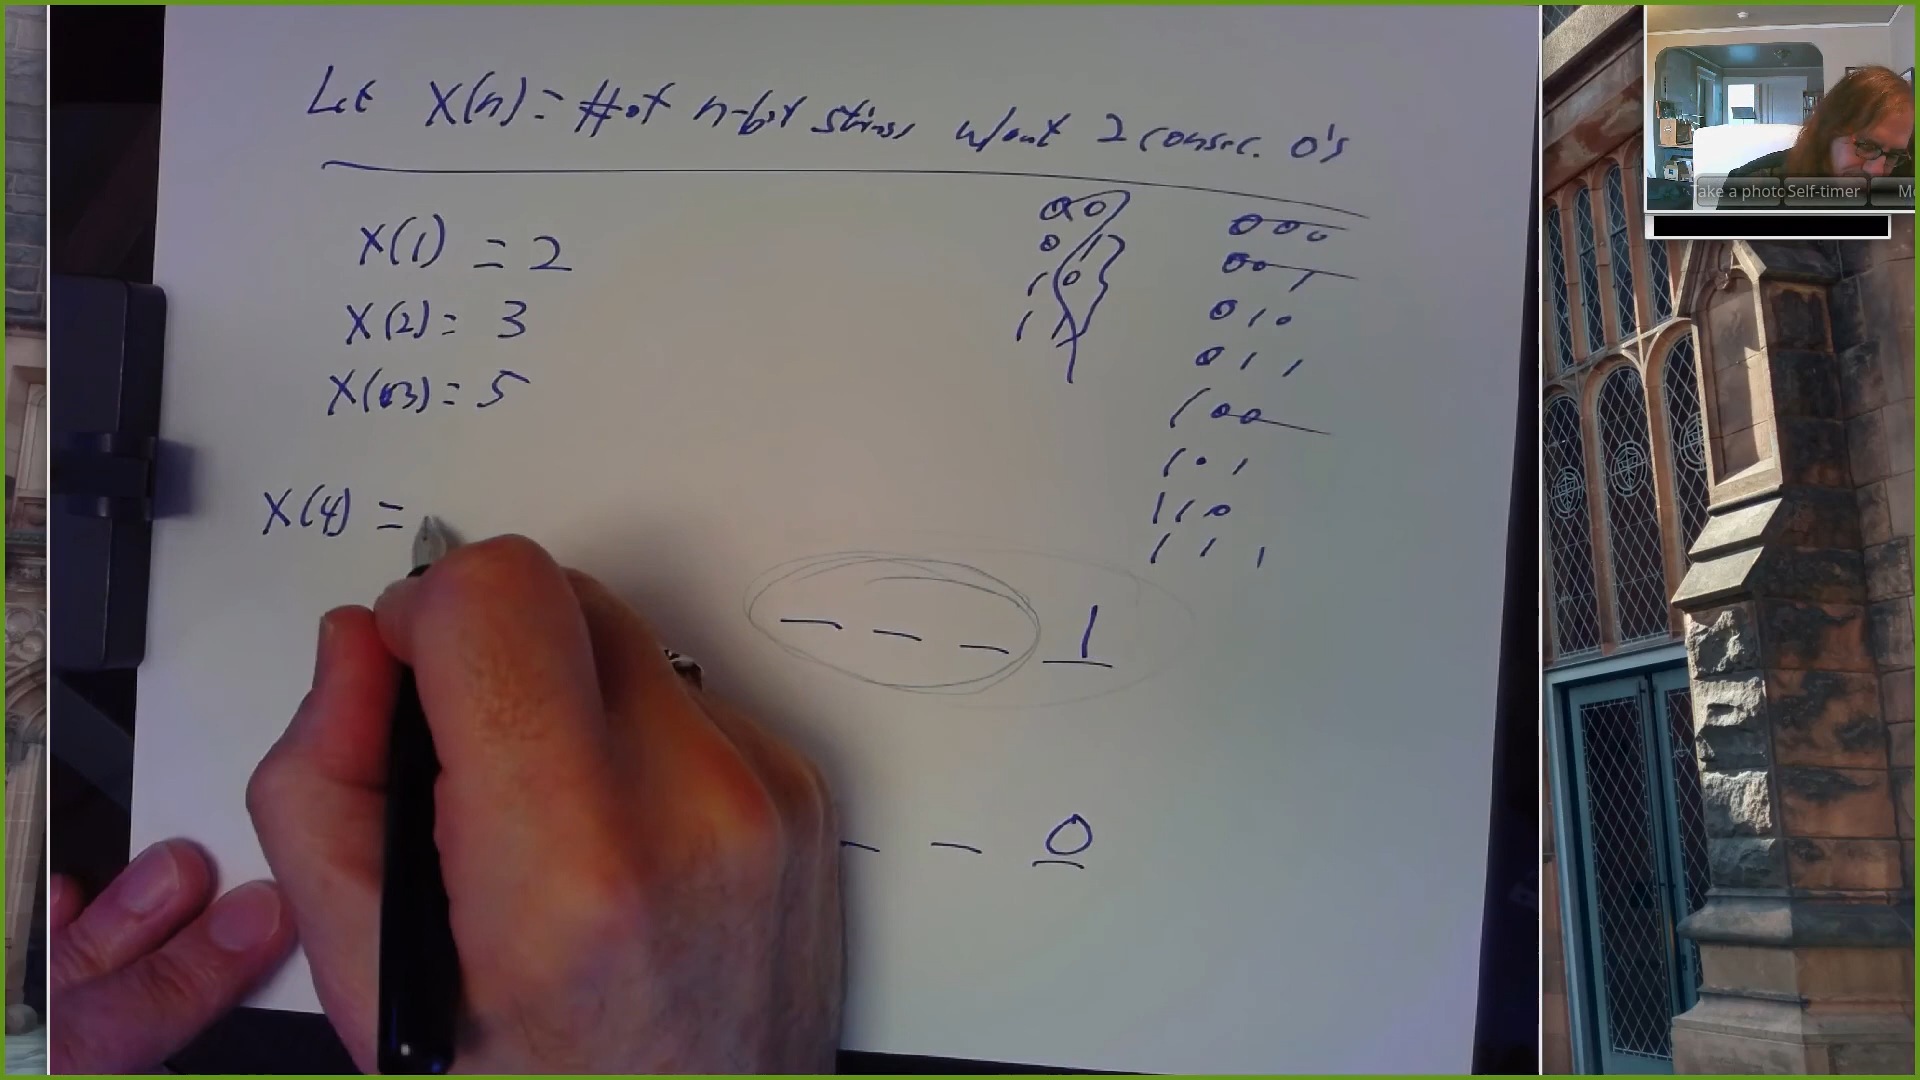 Let X(n) = # of n-bit strings w/out 2 consec. 0's
X(1) = 2
X(2) = 3
X(3) = 5
X(4) =
00
01
10
11
000
001
010
011
100
101
110
111
_ _ _ 1
_ _ 0
Take a photo Self-timer